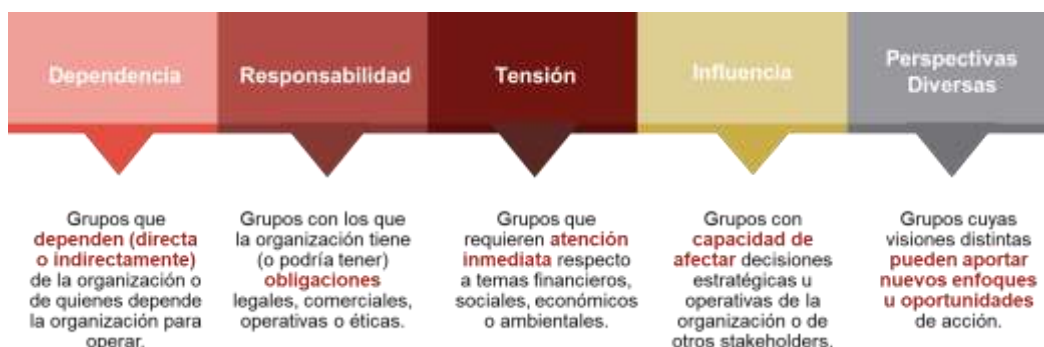 Dependencia
Responsabilidad
Tensión
Influencia
Perspectivas
Diversas
Grupos que
dependen (directa
o indirectamente)
de la organización o
de quienes depende
la organización para
operar.
Grupos con los que
la organización tiene
(o podría tener)
obligaciones
legales, comerciales,
operativas o éticas.
Grupos que
requieren atención
inmediata respecto
a temas financieros,
sociales, económicos
o ambientales.
Grupos con
capacidad de
afectar decisiones
estratégicas u
operativas de la
organización o de
otros stakeholders.
Grupos cuyas
visiones distintas
pueden aportar
nuevos enfoques
u oportunidades
de acción.